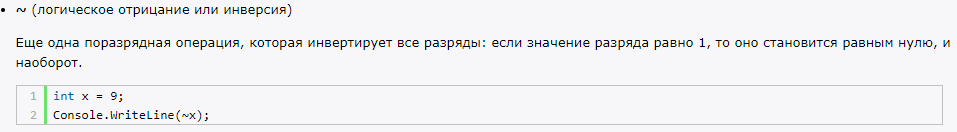 ~ (логическое отрицание или инверсия)
Еще одна поразрядная операция, которая инвертирует все разряды: если значение разряда равно 1, то оно становится равным нулю, и
наоборот.
1 int x = 9;
2 Console.WriteLine(~x);